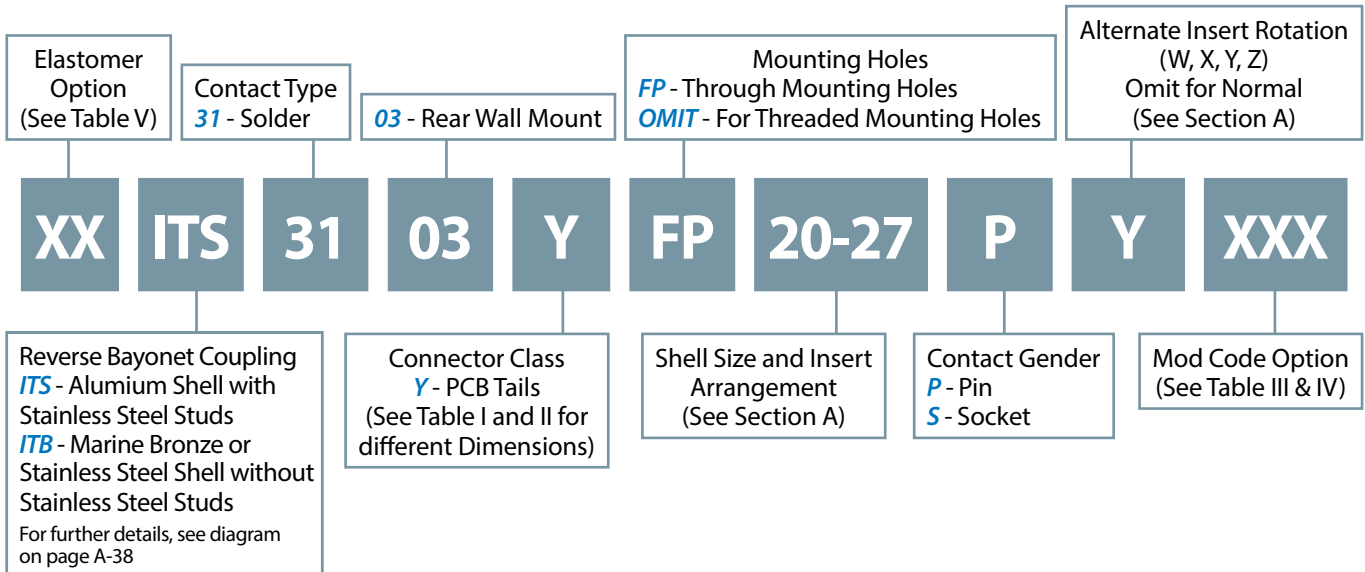 Elastomer
Option
(See Table V)
Contact Type
31 - Solder
03 - Rear Wall Mount
Mounting Holes
FP - Through Mounting Holes
OMIT - For Threaded Mounting Holes
Alternate Insert Rotation
(W, X, Y, Z)
Omit for Normal
(See Section A)
XX ITS 31 03 Y FP 20-27 P Y XXX
Reverse Bayonet Coupling
ITS - Alumium Shell with
Stainless Steel Studs
ITB - Marine Bronze or
Stainless Steel Shell without
Stainless Steel Studs
For further details, see diagram
on page A-38
Connector Class
Y - PCB Tails
(See Table I and II for
different Dimensions)
Shell Size and Insert
Arrangement
(See Section A)
Contact Gender
P - Pin
S - Socket
Mod Code Option
(See Table III & IV)